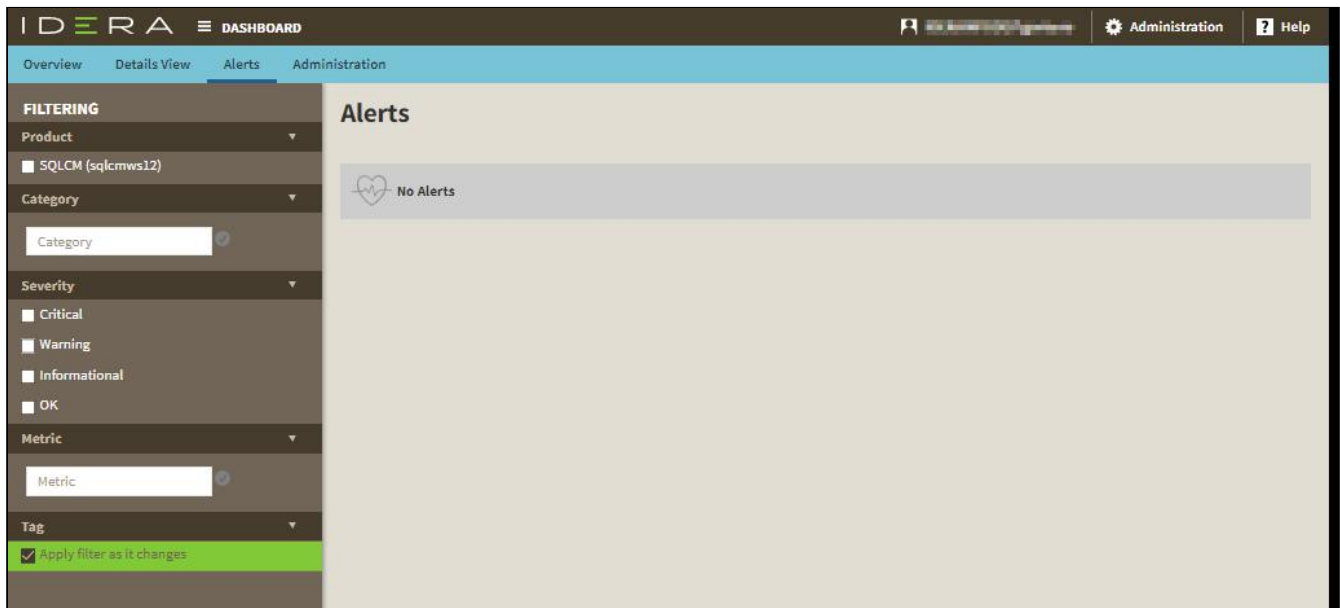 IDERA DASHBOARD Administration ? Help
Overview Details View Alerts Administration
FILTERING
Product
SQLCM (sqlcmws12)
Category
Category
Severity
Critical
Warning
Informational
OK
Metric
Metric
Tag
Apply filter as it changes
Alerts
No Alerts